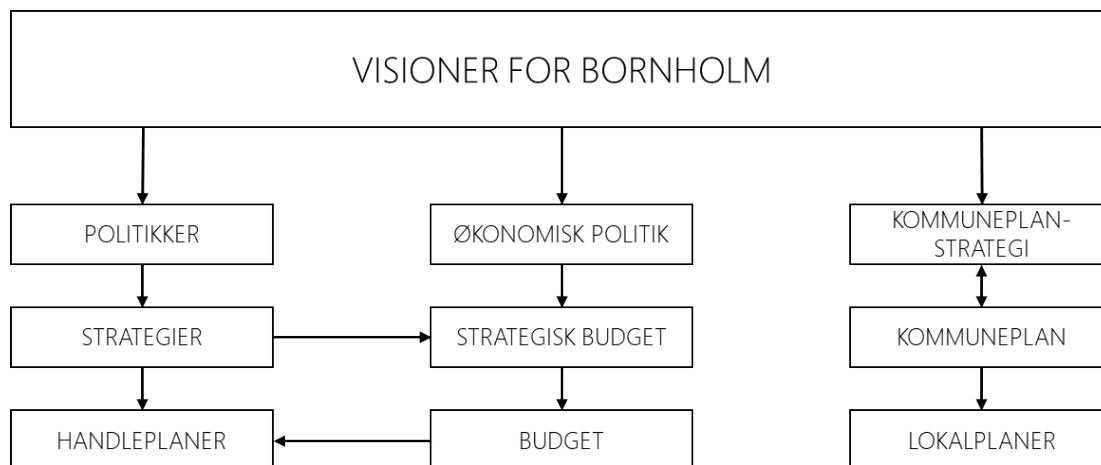 VISIONER FOR BORNHOLM
POLITIKKER
ØKONOMISK POLITIK
KOMMUNEPLAN-
STRATEGI
STRATEGIER
STRATEGISK BUDGET
KOMMUNEPLAN
HANDLEPLANER
BUDGET
LOKALPLANER